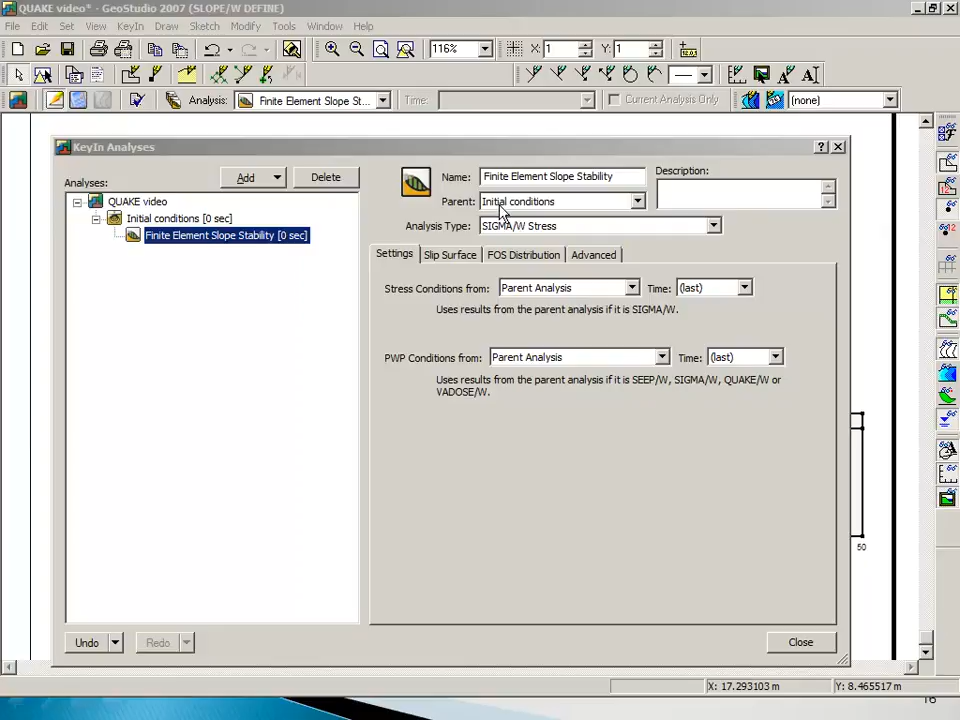 QUAKE video* - GeoStudio 2007 (SLOPE/W DEFINE)
File Edit Set View KeyIn Draw Sketch Modify Tools Window Help
116% X: 1 Y: 1
Analysis: Finite Element Slope St... Time: Current Analysis Only (none)
KeyIn Analyses
Analyses: Add Delete
QUAKE video
Initial conditions [0 sec]
Finite Element Slope Stability [0 sec]
Name: Finite Element Slope Stability Description:
Parent: Initial conditions
Analysis Type: SIGMA/W Stress
Settings Slip Surface FOS Distribution Advanced
Stress Conditions from: Parent Analysis Time: (last)
Uses results from the parent analysis if it is SIGMA/W.
PWP Conditions from: Parent Analysis Time: (last)
Uses results from the parent analysis if it is SEEP/W, SIGMA/W, QUAKE/W or
VADOSE/W.
50
Undo Redo Close
X: 17.293103 m Y: 8.465517 m
16